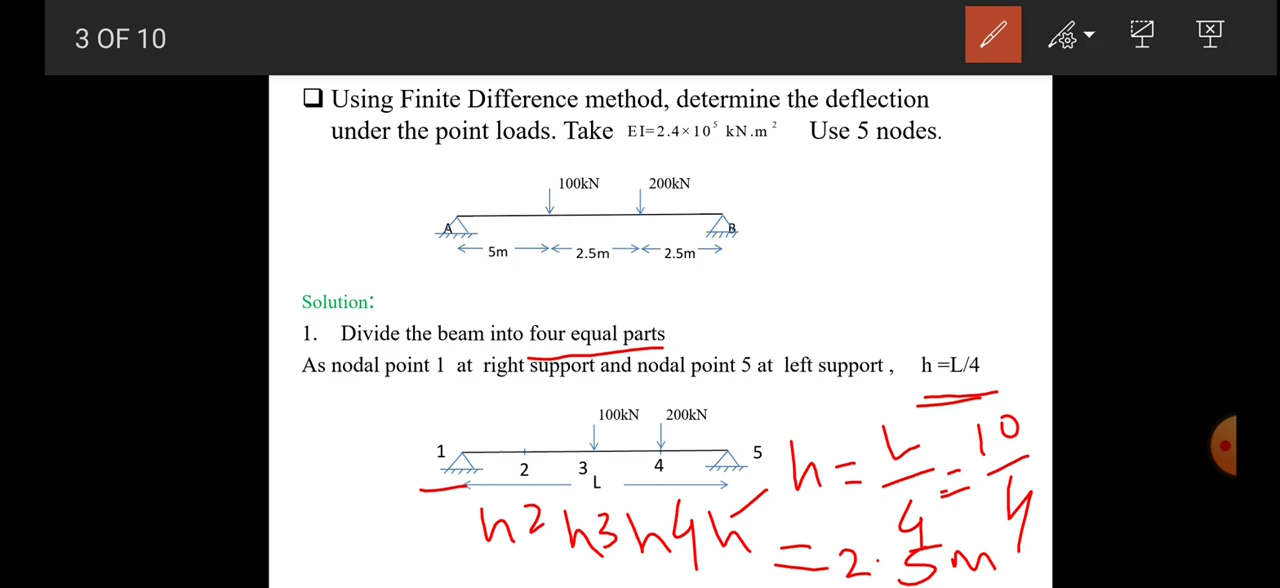 3 OF 10
❑ Using Finite Difference method, determine the deflection
under the point loads. Take EI=2.4×10⁵ kN.m² Use 5 nodes.
100kN 200kN
A B
5m 2.5m 2.5m
Solution:
1. Divide the beam into four equal parts
As nodal point 1 at right support and nodal point 5 at left support , h =L/4
100kN 200kN
1 2 3 4 5
L
h = L/4 = 10/4
h 2 h 3 h 4 h
= 2.5m